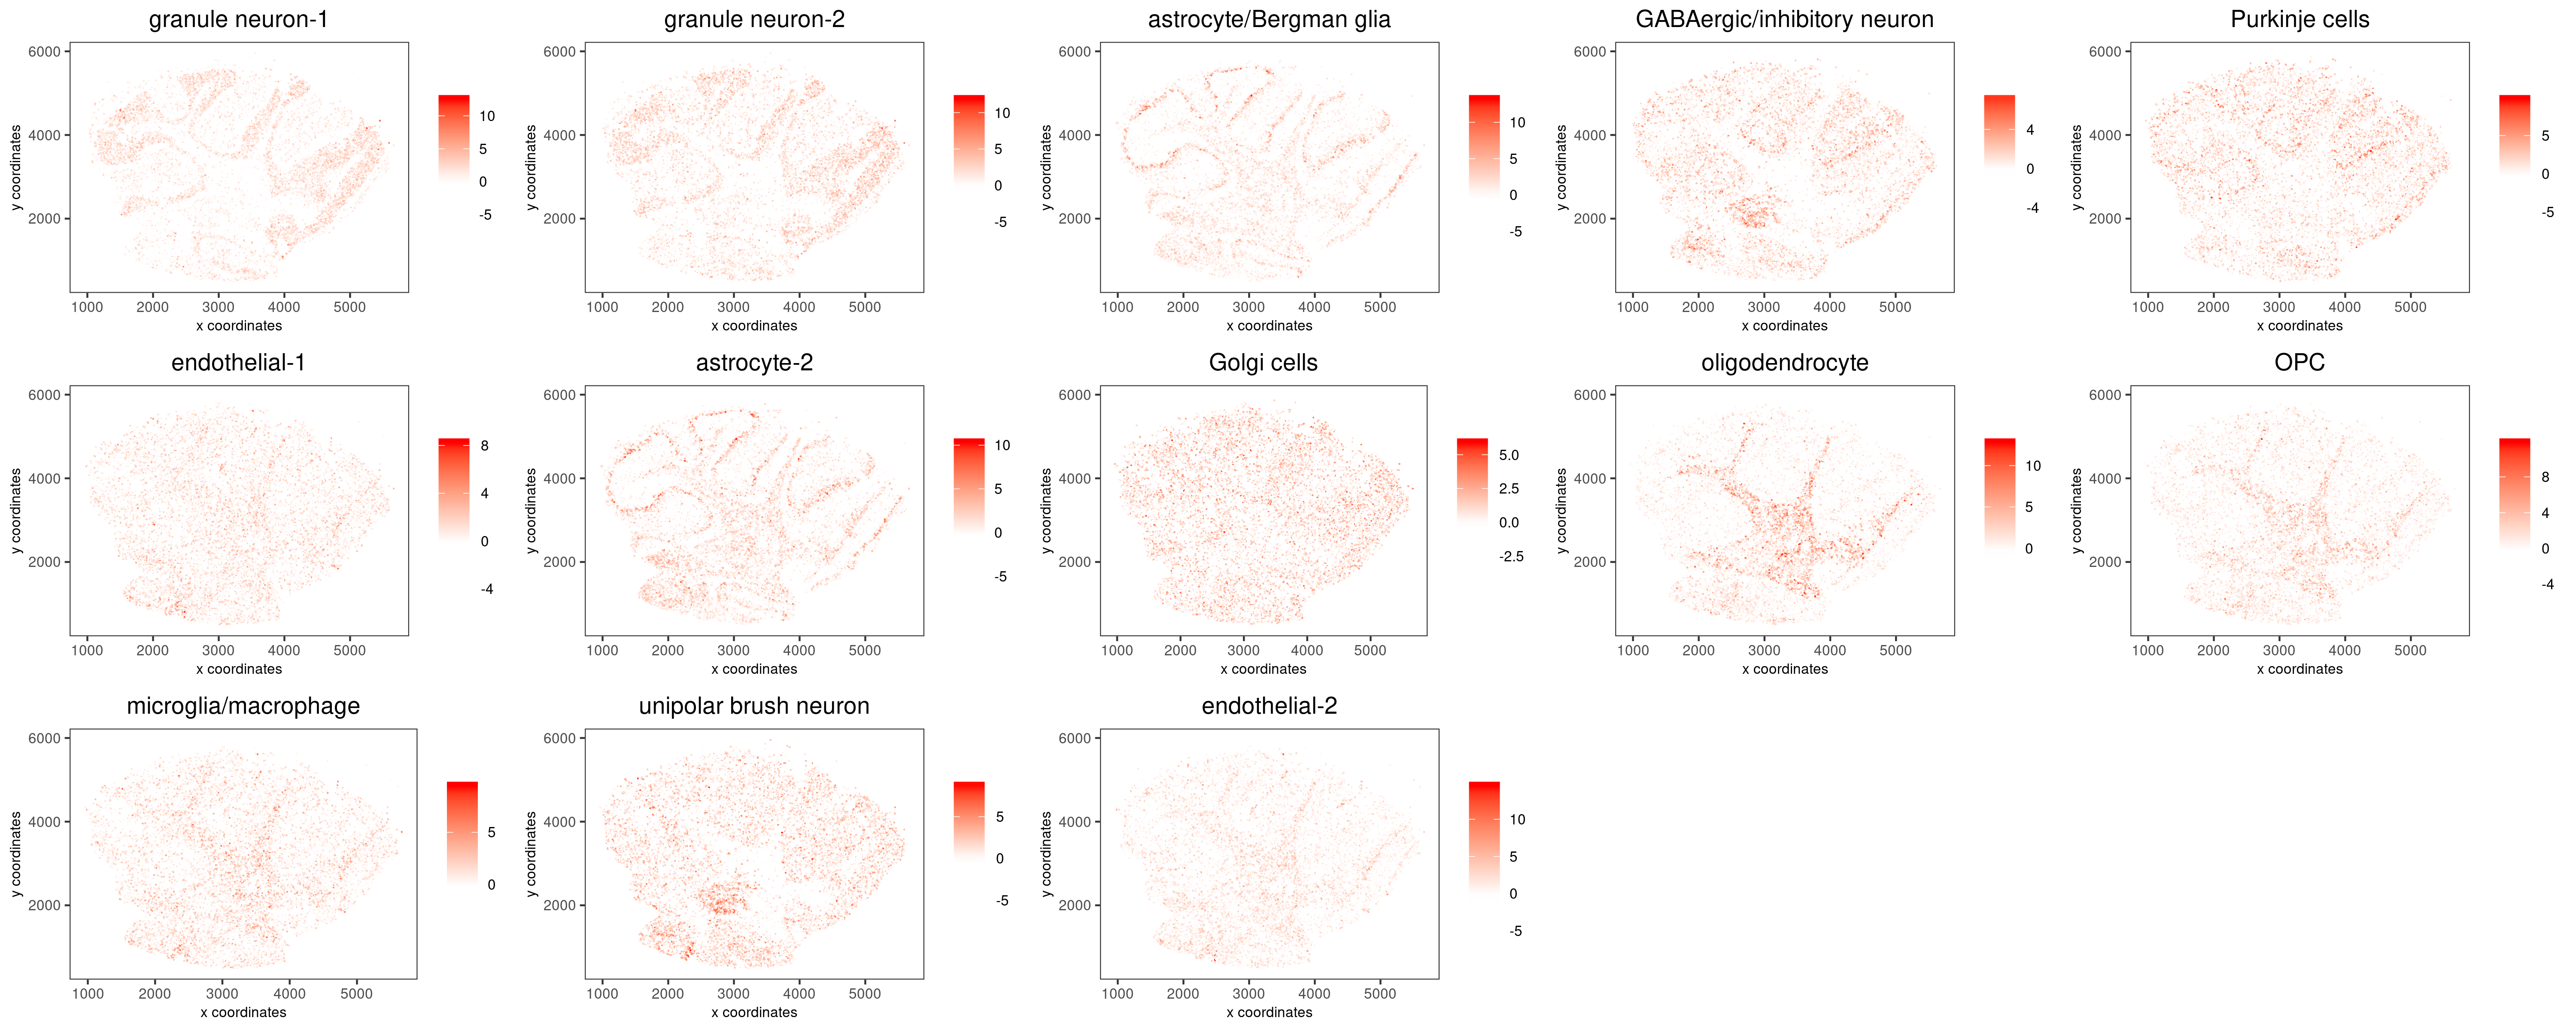 granule neuron-1
6000
4000
2000
y coordinates
1000 2000 3000 4000 5000
x coordinates
10
5
0
-5
granule neuron-2
6000
4000
2000
y coordinates
1000 2000 3000 4000 5000
x coordinates
10
5
0
-5
astrocyte/Bergman glia
6000
4000
2000
y coordinates
1000 2000 3000 4000 5000
x coordinates
10
5
0
-5
GABAergic/inhibitory neuron
6000
4000
2000
y coordinates
1000 2000 3000 4000 5000
x coordinates
4
0
-4
Purkinje cells
6000
4000
2000
y coordinates
1000 2000 3000 4000 5000
x coordinates
5
0
-5
endothelial-1
6000
4000
2000
y coordinates
1000 2000 3000 4000 5000
x coordinates
8
4
0
-4
astrocyte-2
6000
4000
2000
y coordinates
1000 2000 3000 4000 5000
x coordinates
10
5
0
-5
Golgi cells
6000
4000
2000
y coordinates
1000 2000 3000 4000 5000
x coordinates
5.0
2.5
0.0
-2.5
oligodendrocyte
6000
4000
2000
y coordinates
1000 2000 3000 4000 5000
x coordinates
10
5
0
OPC
6000
4000
2000
y coordinates
1000 2000 3000 4000 5000
x coordinates
8
4
0
-4
microglia/macrophage
6000
4000
2000
y coordinates
1000 2000 3000 4000 5000
x coordinates
5
0
unipolar brush neuron
6000
4000
2000
y coordinates
1000 2000 3000 4000 5000
x coordinates
5
0
-5
endothelial-2
6000
4000
2000
y coordinates
1000 2000 3000 4000 5000
x coordinates
10
5
0
-5